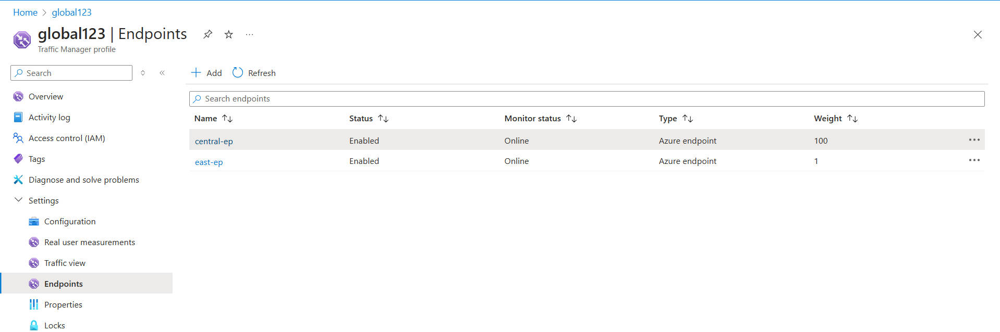 Home > global123
global123 | Endpoints ...
Traffic Manager profile
Search
Overview
Activity log
Access control (IAM)
Tags
Diagnose and solve problems
Settings
Configuration
Real user measurements
Traffic view
Endpoints
Properties
Locks
Add Refresh
Search endpoints
Name Status Monitor status Type Weight
central-ep Enabled Online Azure endpoint 100
east-ep Enabled Online Azure endpoint 1